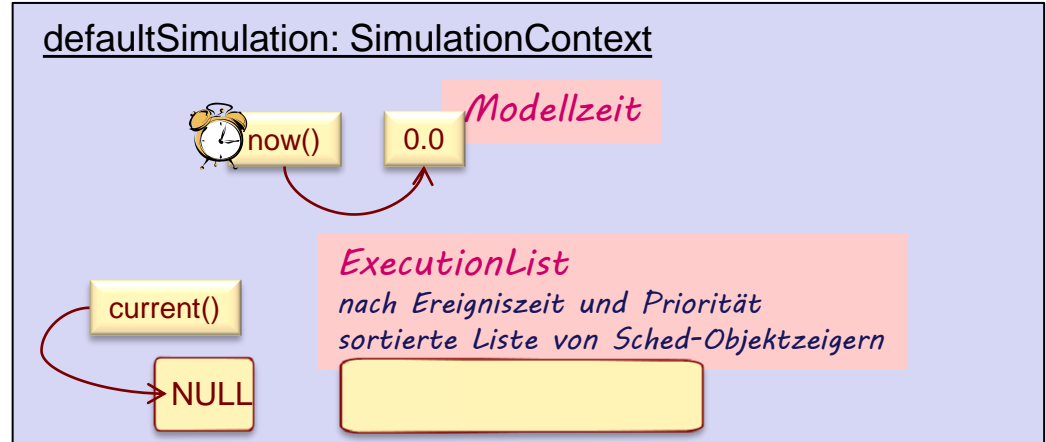 defaultSimulation: SimulationContext
Modellzeit
now()
0.0
ExecutionList
nach Ereigniszeit und Priorität
current()
sortierte Liste von Sched-Objektzeigern
NULL